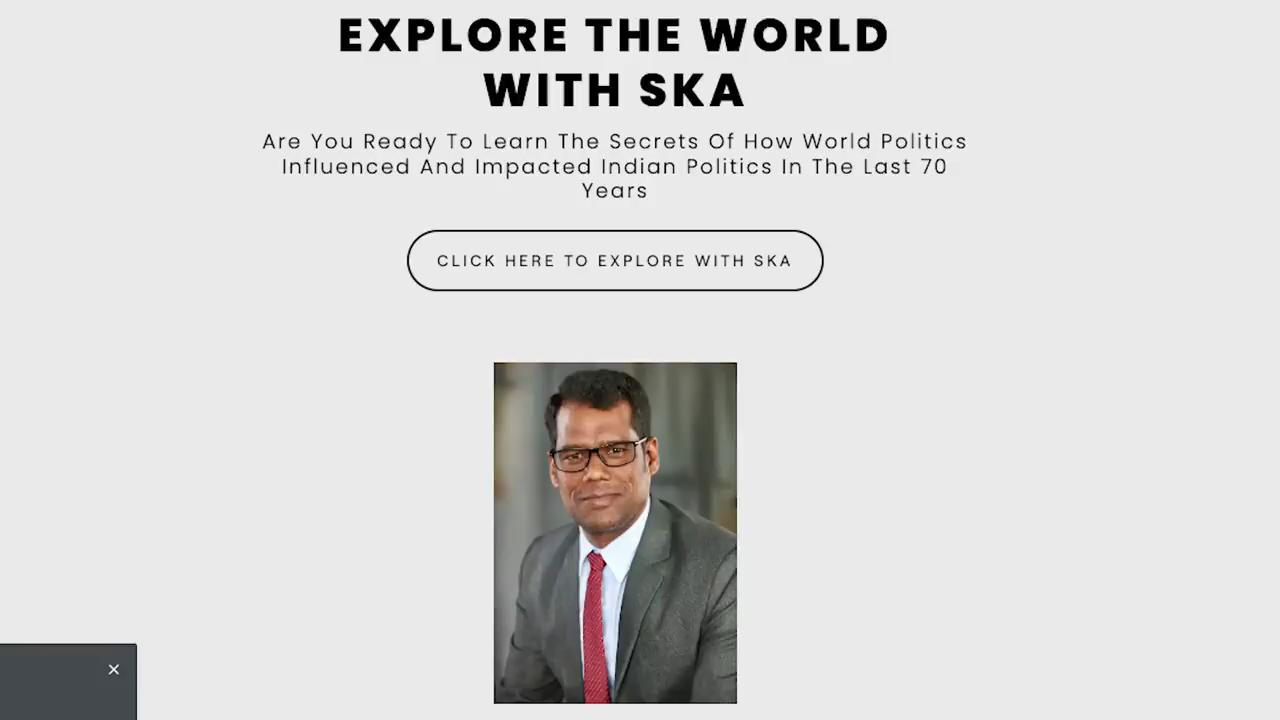 EXPLORE THE WORLD
WITH SKA
Are You Ready To Learn The Secrets Of How World Politics
Influenced And Impacted Indian Politics In The Last 70
Years
CLICK HERE TO EXPLORE WITH SKA